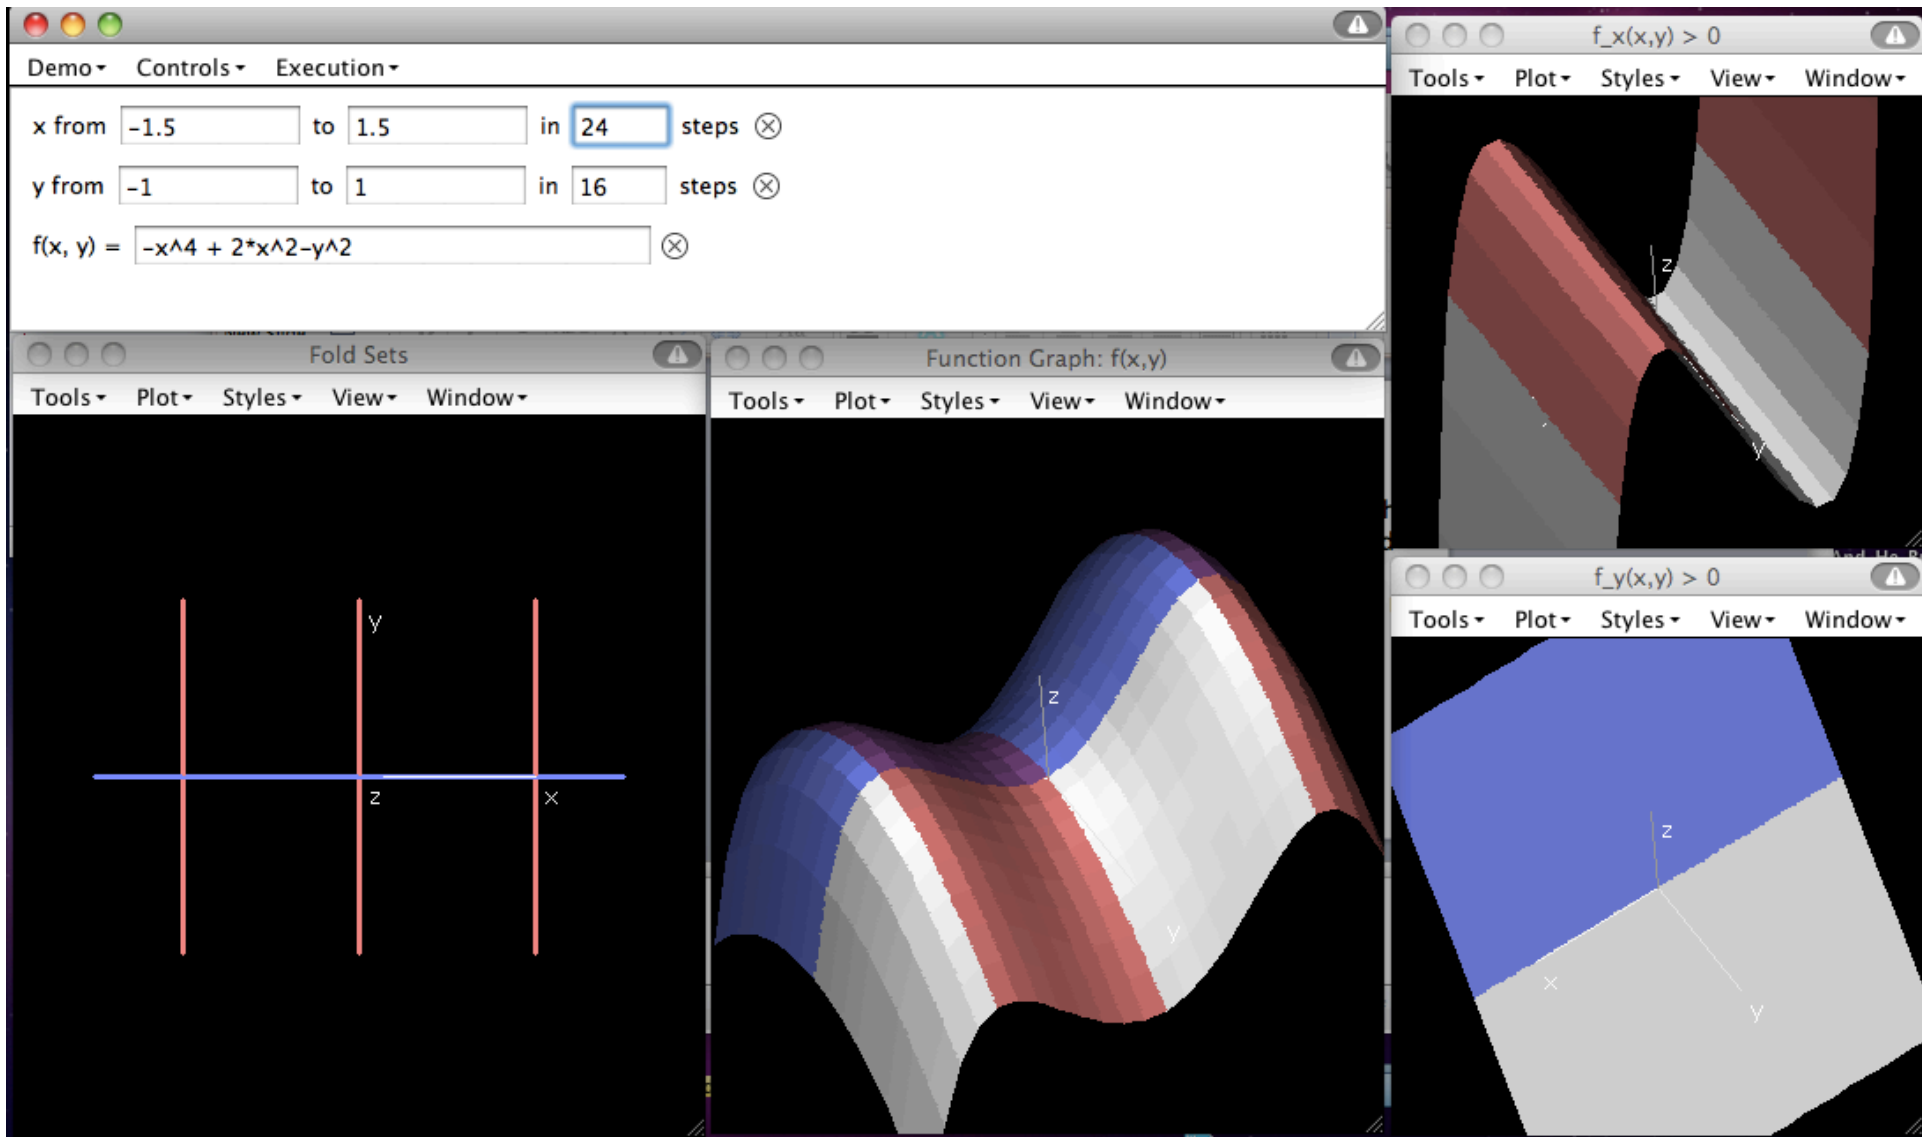 Demo Controls Execution
x from -1.5 to 1.5 in 24 steps
y from -1 to 1 in 16 steps
f(x, y) = -x^4 + 2*x^2-y^2
Fold Sets
Tools Plot Styles View Window
y
z
x
Function Graph: f(x,y)
Tools Plot Styles View Window
z
y
f_x(x,y) > 0
Tools Plot Styles View Window
z
y
f_y(x,y) > 0
Tools Plot Styles View Window
z
x
y